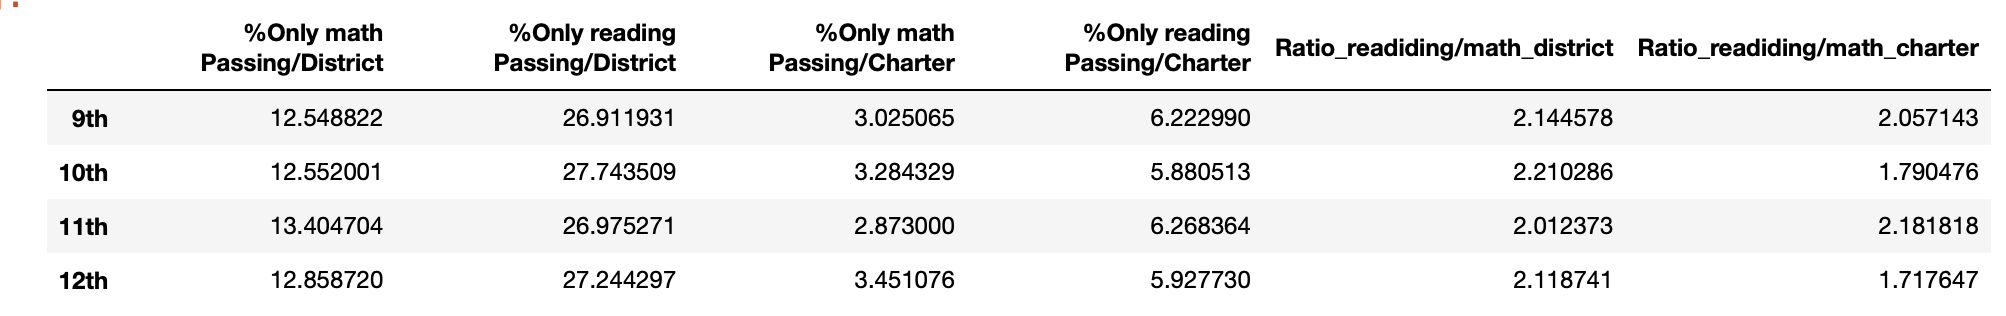 %Only math Passing/District %Only reading Passing/District %Only math Passing/Charter %Only reading Passing/Charter Ratio_readiding/math_district Ratio_readiding/math_charter
9th 12.548822 26.911931 3.025065 6.222990 2.144578 2.057143
10th 12.552001 27.743509 3.284329 5.880513 2.210286 1.790476
11th 13.404704 26.975271 2.873000 6.268364 2.012373 2.181818
12th 12.858720 27.244297 3.451076 5.927730 2.118741 1.717647